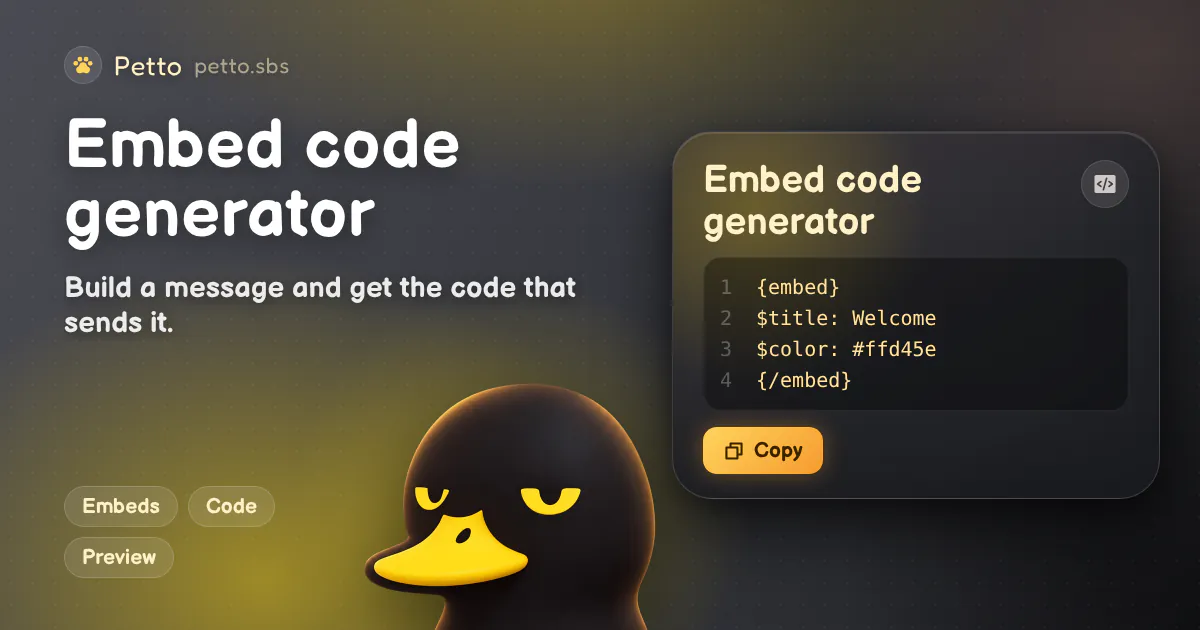 Petto petto.sbs
Embed code
generator
Build a message and get the code that
sends it.
Embeds Code
Preview
Embed code
generator
</>
1 {embed}
2 $title: Welcome
3 $color: #ffd45e
4 {/embed}
Copy